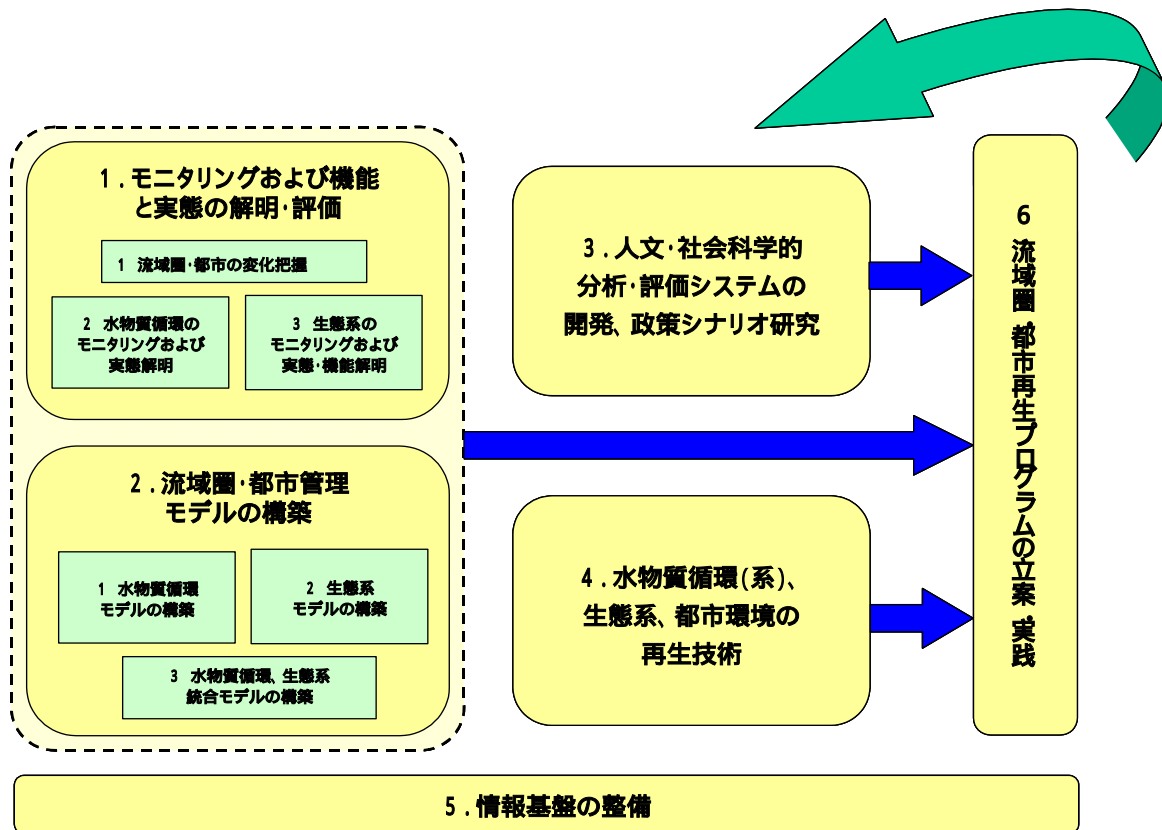 1．モニタリングおよび機能
と実態の解明・評価
1 流域圏・都市の変化把握
2 水物質循環の
モニタリングおよび
実態解明
3 生態系の
モニタリングおよび
実態・機能解明
2．流域圏・都市管理
モデルの構築
1 水物質循環
モデルの構築
2 生態系
モデルの構築
3 水物質循環、生態系
統合モデルの構築
3．人文・社会科学的
分析・評価システムの
開発、政策シナリオ研究
4．水物質循環(系)、
生態系、都市環境の
再生技術
6 流域圏・都市再生プログラムの立案・実践
5．情報基盤の整備